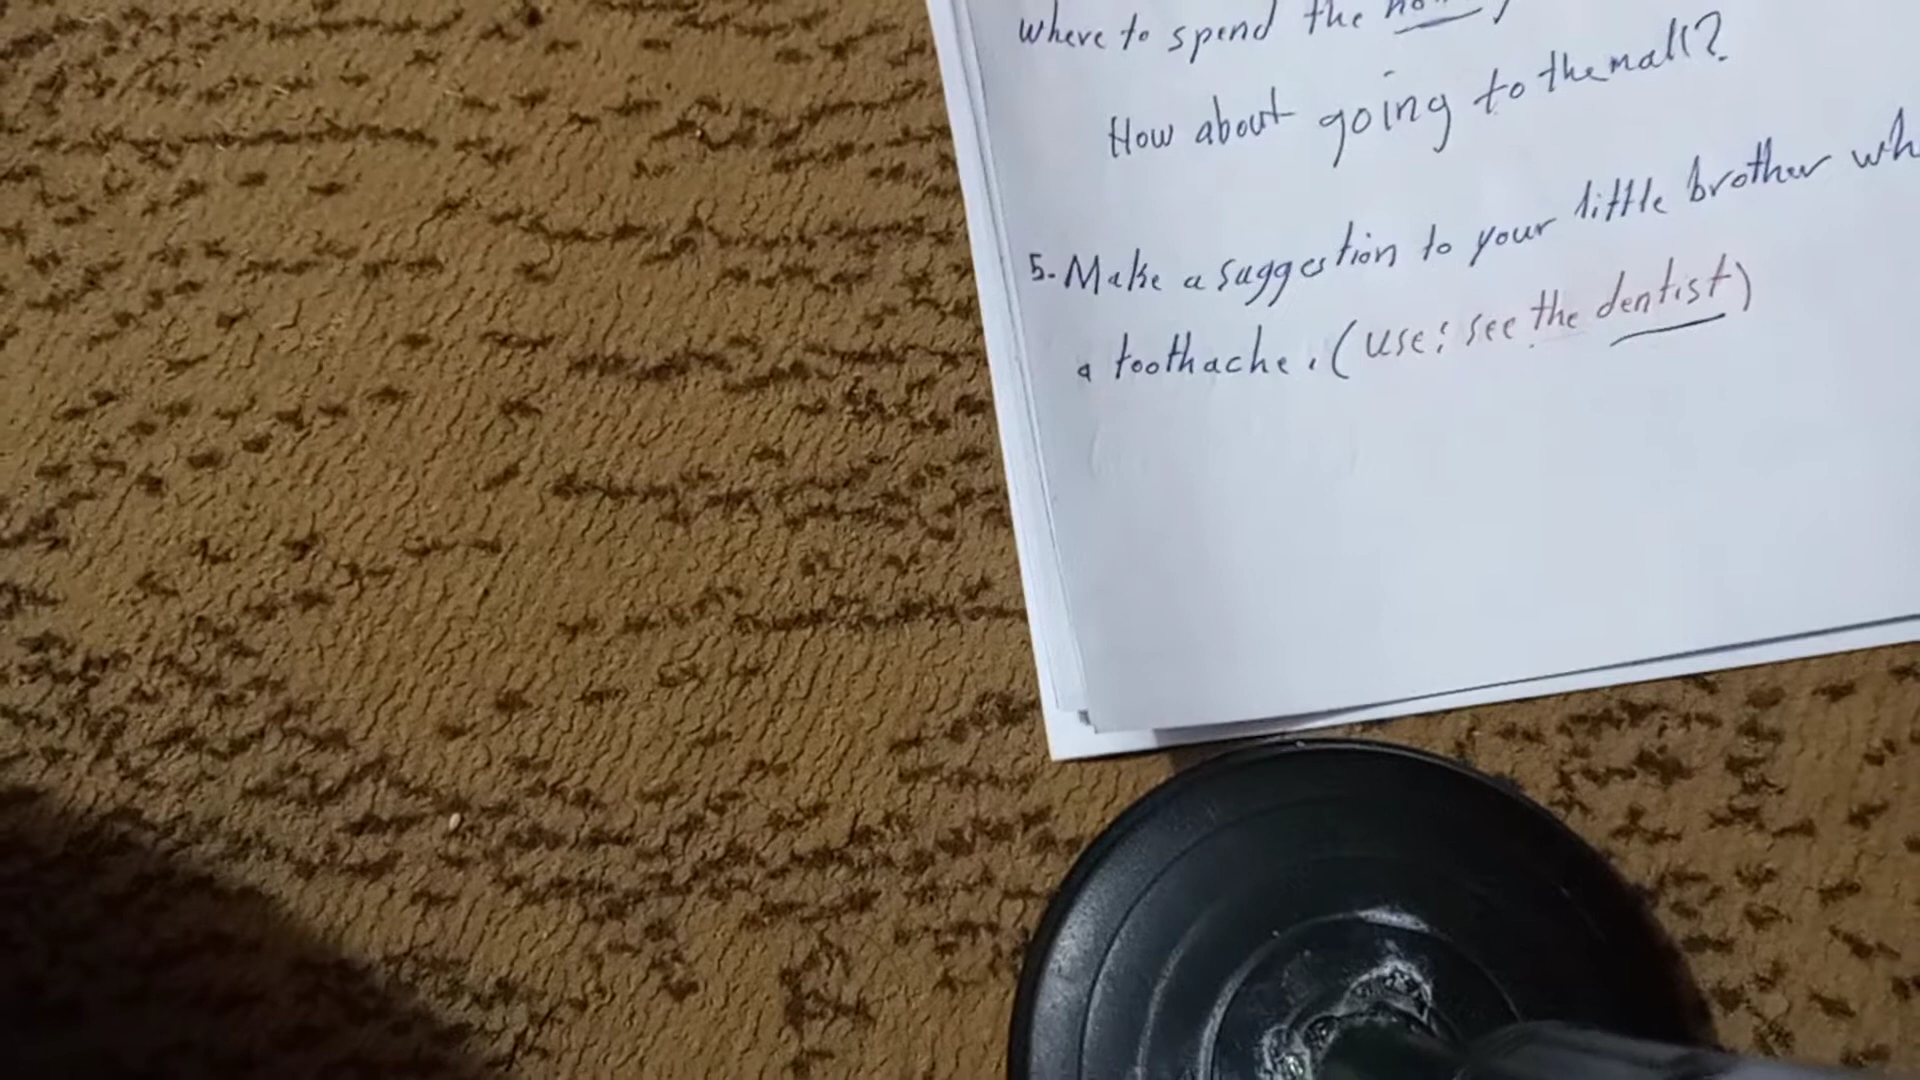 where to spend the
How about going to the mall?
5. Make a suggestion to your little brother
a toothache. (use: see the dentist)